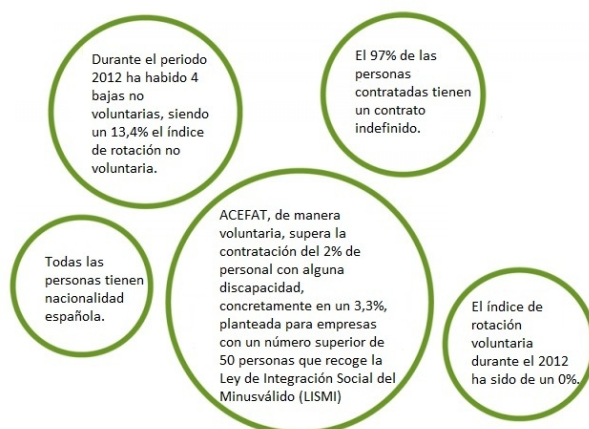 Durante el periodo
2012 ha habido 4
bajas no
voluntarias, siendo
un 13,4% el índice
de rotación no
voluntaria.
El 97% de las
personas
contratadas tienen
un contrato
indefinido.
ACEFAT, de manera
voluntaria, supera la
contratación del 2% de
personal con alguna
discapacidad,
concretamente en un 3,3%,
planteada para empresas
con un número superior de
50 personas que recoge la
Ley de Integración Social del
Minusválido (LISMI)
Todas las
personas tienen
nacionalidad
española.
El índice de
rotación
voluntaria
durante el 2012
ha sido de un 0%.